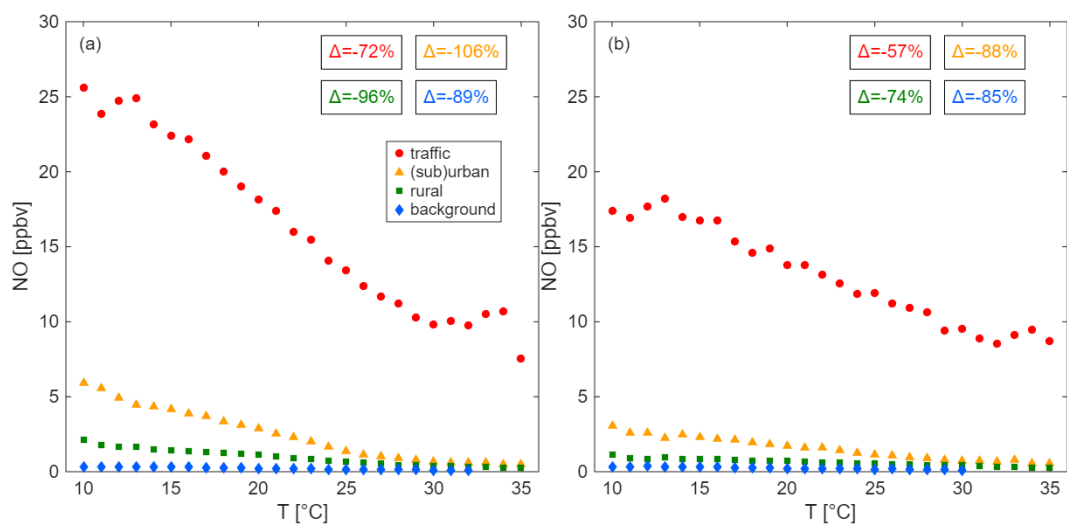 (a)
Δ=-72% Δ=-106%
Δ=-96% Δ=-89%
traffic
(sub)urban
rural
background
NO [ppbv]
30
25
20
15
10
5
0
10 15 20 25 30 35
T [°C]
(b)
Δ=-57% Δ=-88%
Δ=-74% Δ=-85%
NO [ppbv]
30
25
20
15
10
5
0
10 15 20 25 30 35
T [°C]